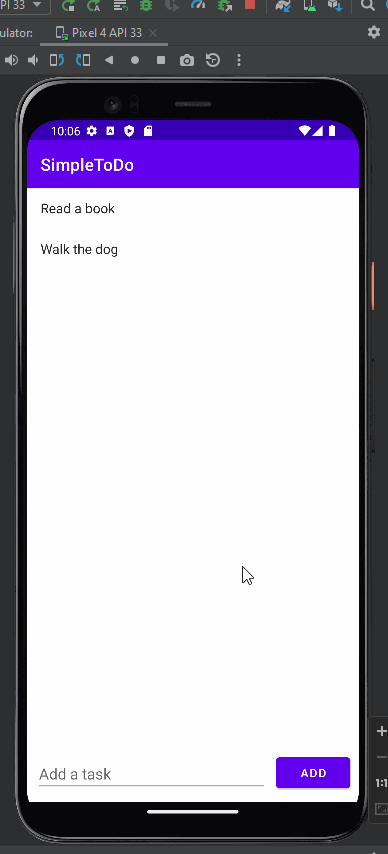 PI 33
ulator:
Pixel 4 API 33
10:06
SimpleToDo
Read a book
Walk the dog
Add a task
ADD
1:1